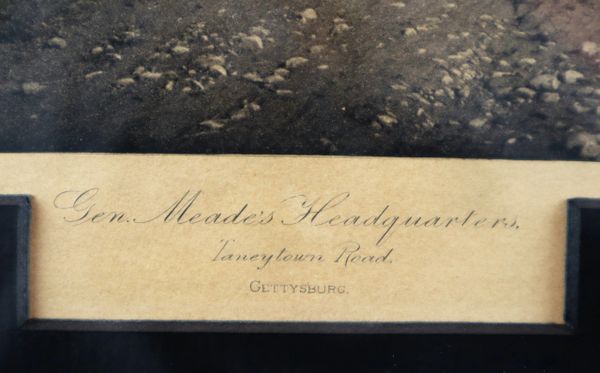 Gen. Meade's Headquarters.
Taneytown Road.
GETTYSBURG.